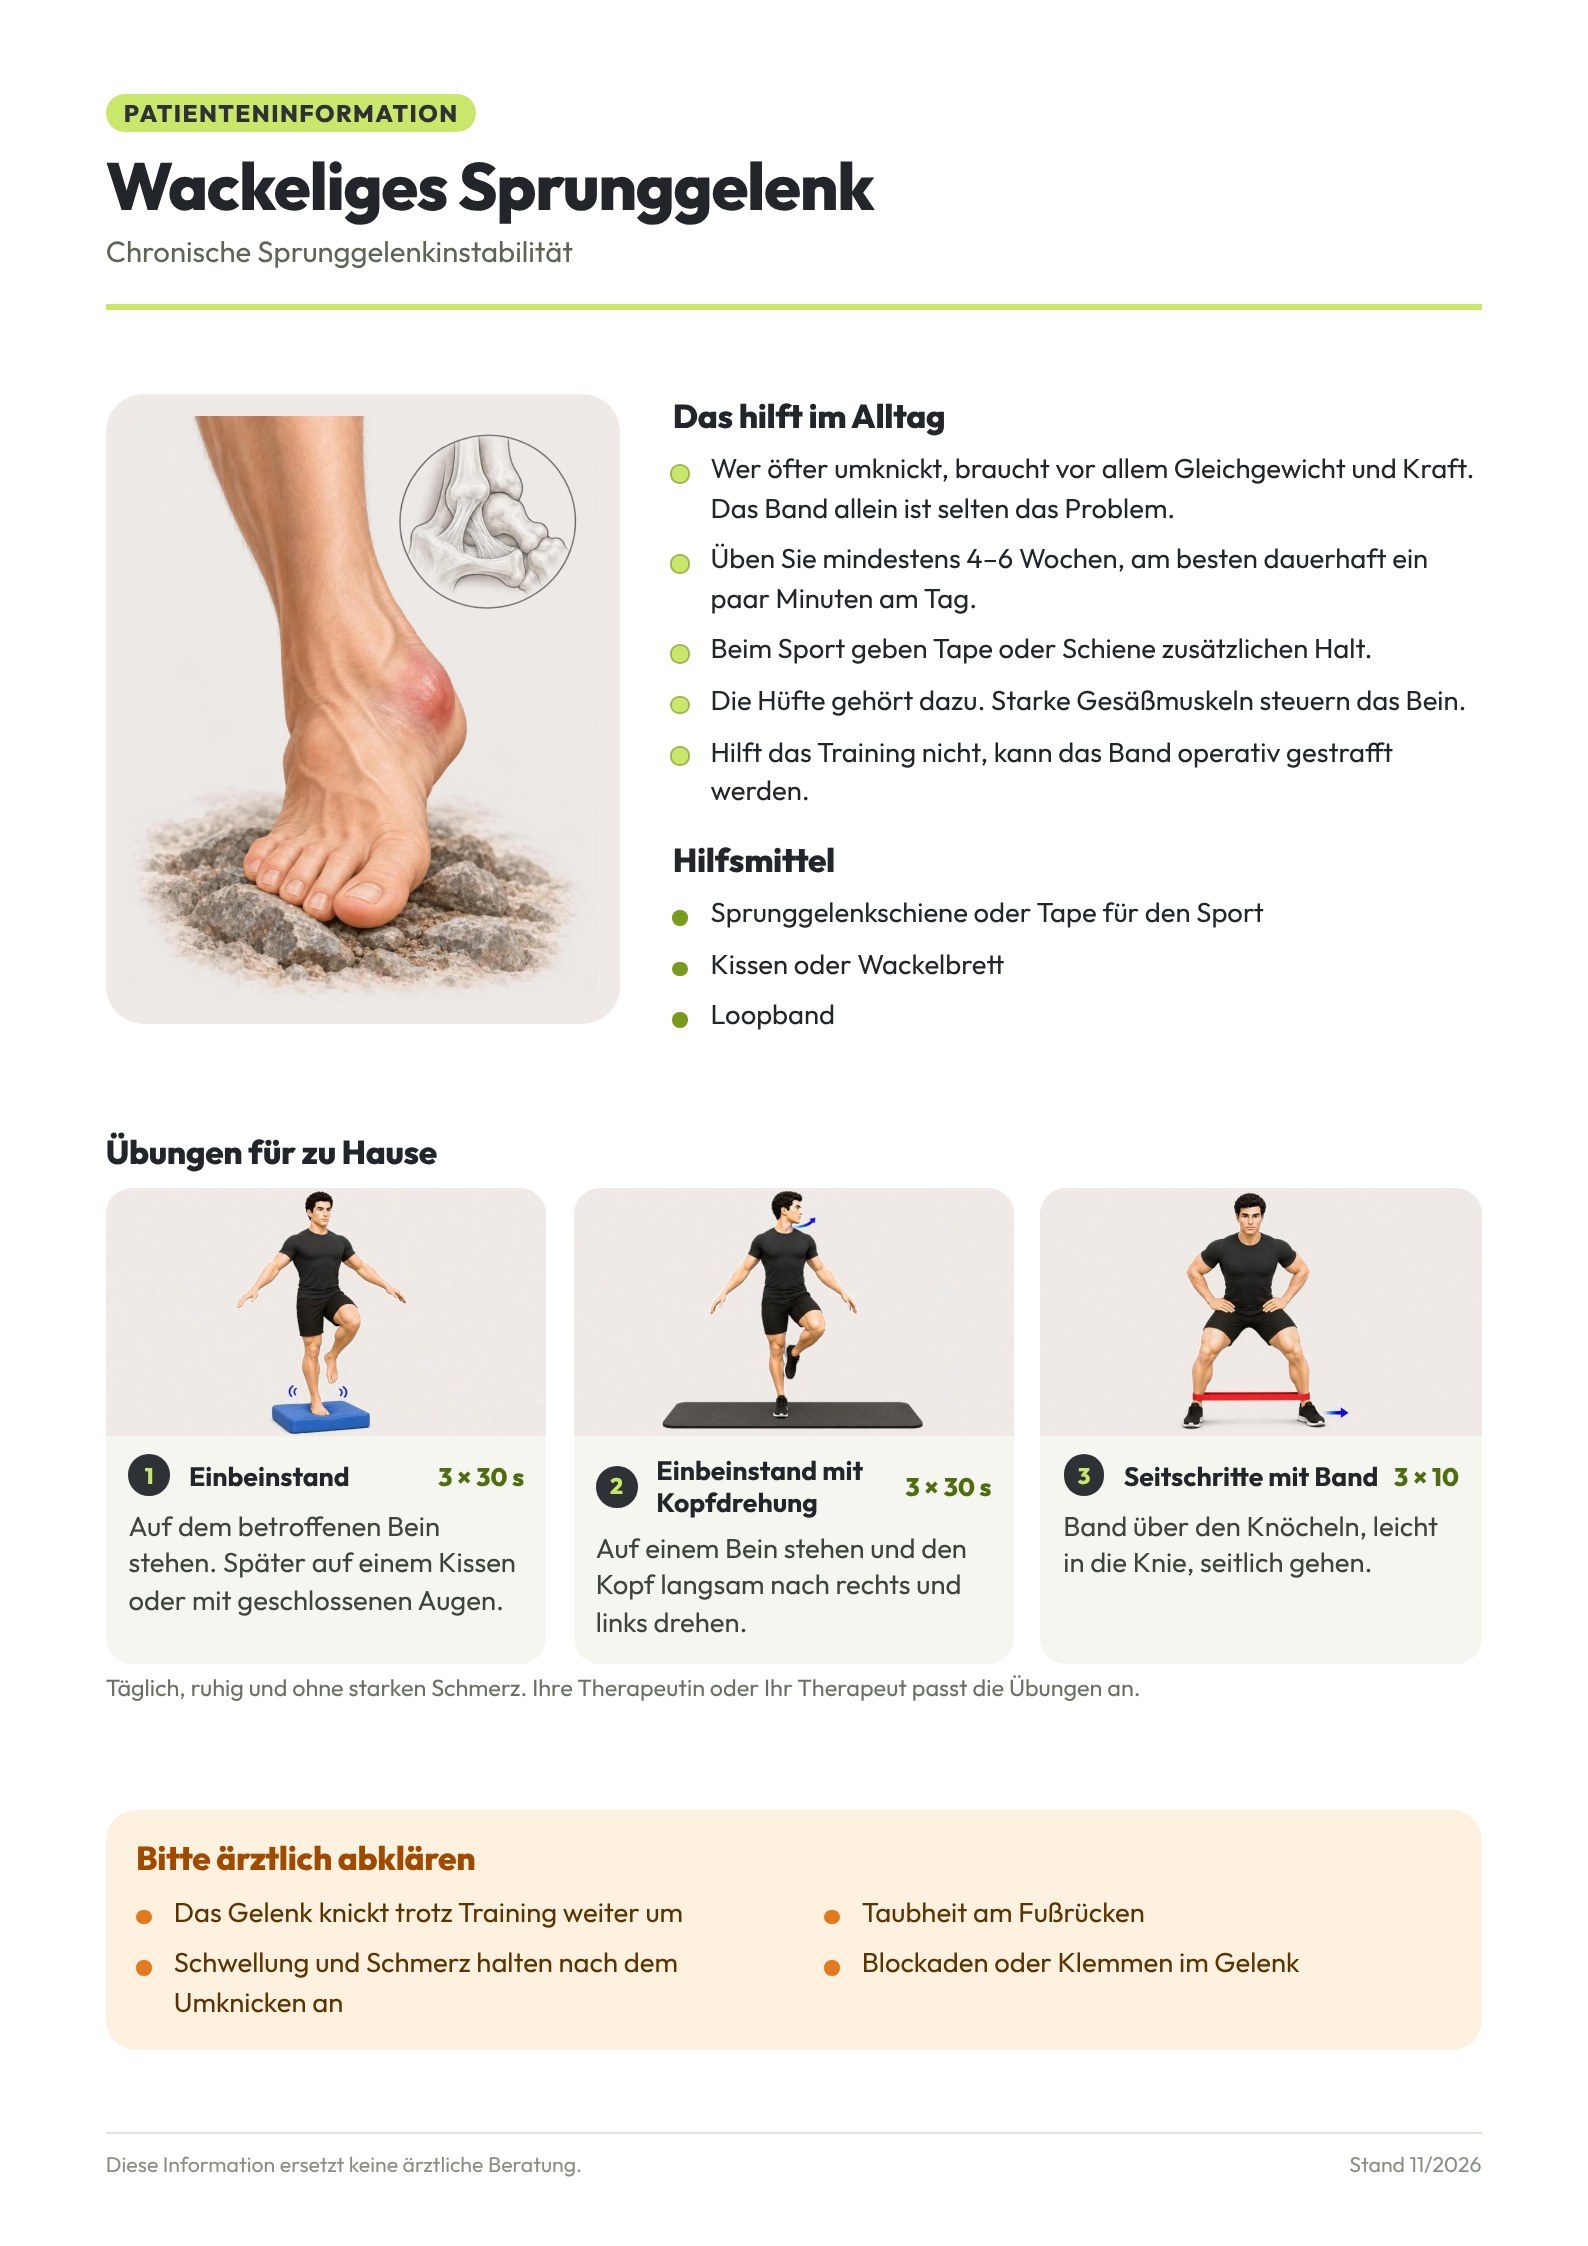 PATIENTENINFORMATION
Wackeliges Sprunggelenk
Chronische Sprunggelenkinstabilität
Das hilft im Alltag
Wer öfter umknickt, braucht vor allem Gleichgewicht und Kraft.
Das Band allein ist selten das Problem.
Üben Sie mindestens 4–6 Wochen, am besten dauerhaft ein
paar Minuten am Tag.
Beim Sport geben Tape oder Schiene zusätzlichen Halt.
Die Hüfte gehört dazu. Starke Gesäßmuskeln steuern das Bein.
Hilft das Training nicht, kann das Band operativ gestrafft
werden.
Hilfsmittel
Sprunggelenkschiene oder Tape für den Sport
Kissen oder Wackelbrett
Loopband
Übungen für zu Hause
1 Einbeinstand 3 × 30 s
Auf dem betroffenen Bein
stehen. Später auf einem Kissen
oder mit geschlossenen Augen.
2 Einbeinstand mit
Kopfdrehung 3 × 30 s
Auf einem Bein stehen und den
Kopf langsam nach rechts und
links drehen.
3 Seitschritte mit Band 3 × 10
Band über den Knöcheln, leicht
in die Knie, seitlich gehen.
Täglich, ruhig und ohne starken Schmerz. Ihre Therapeutin oder Ihr Therapeut passt die Übungen an.
Bitte ärztlich abklären
Das Gelenk knickt trotz Training weiter um
Schwellung und Schmerz halten nach dem
Umknicken an
Taubheit am Fußrücken
Blockaden oder Klemmen im Gelenk
Diese Information ersetzt keine ärztliche Beratung.
Stand 11/2026